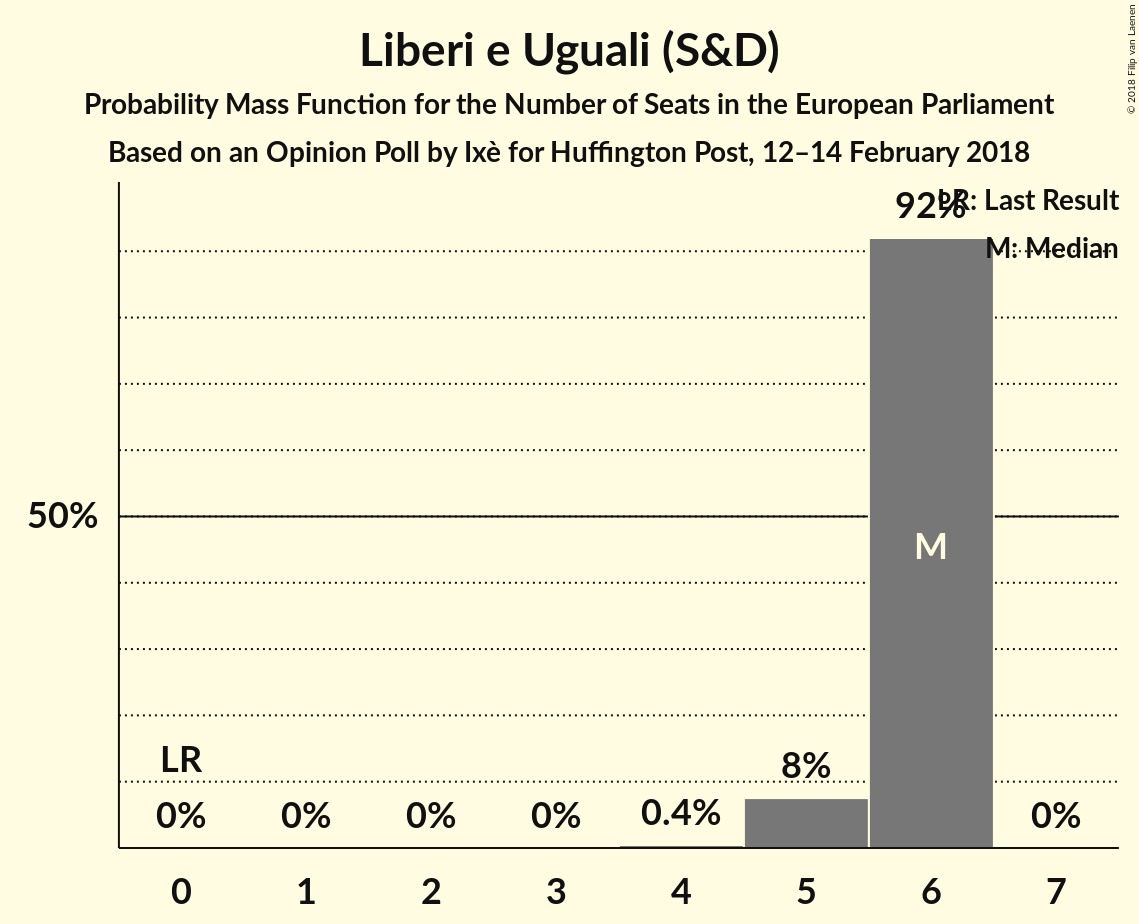 Liberi e Uguali (S&D)
Probability Mass Function for the Number of Seats in the European Parliament
Based on an Opinion Poll by Ixè for Huffington Post, 12–14 February 2018
© 2018 Filip van Laenen
LR: Last Result
M: Median
92%
50%
M
LR
8%
0% 0% 0% 0% 0.4% 0%
0 1 2 3 4 5 6 7